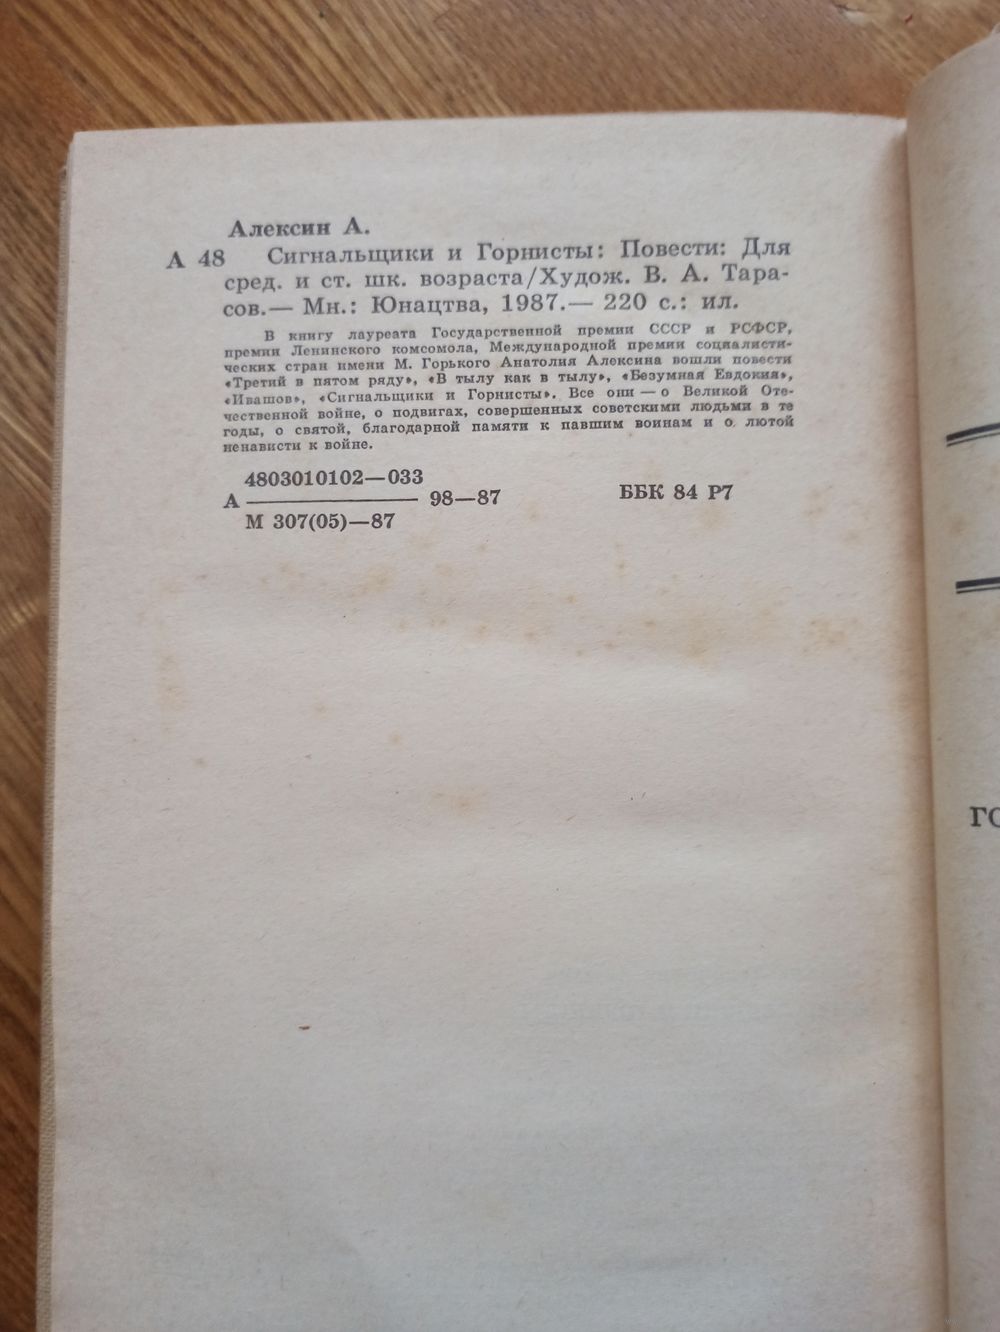 Алексин А.
А 48 Сигнальщики и Горнисты: Повести: Для
сред. и ст. шк. возраста/Худож. В. А. Тара-
сов.— Мн.: Юнацтва, 1987.— 220 с.: ил.
В книгу лауреата Государственной премии СССР и РСФСР,
премии Ленинского комсомола, Международной премии социалисти-
ческих стран имени М. Горького Анатолия Алексина вошли повести
«Третий в пятом ряду», «В тылу как в тылу», «Безумная Евдокия»,
«Ивашов», «Сигнальщики и Горнисты». Все они — о Великой Оте-
чественной войне, о подвигах, совершенных советскими людьми в те
годы, о святой, благодарной памяти к павшим воинам и о лютой
ненависти к войне.
4803010102—033
А 98—87
М 307(05)—87
ББК 84 Р7
ГО